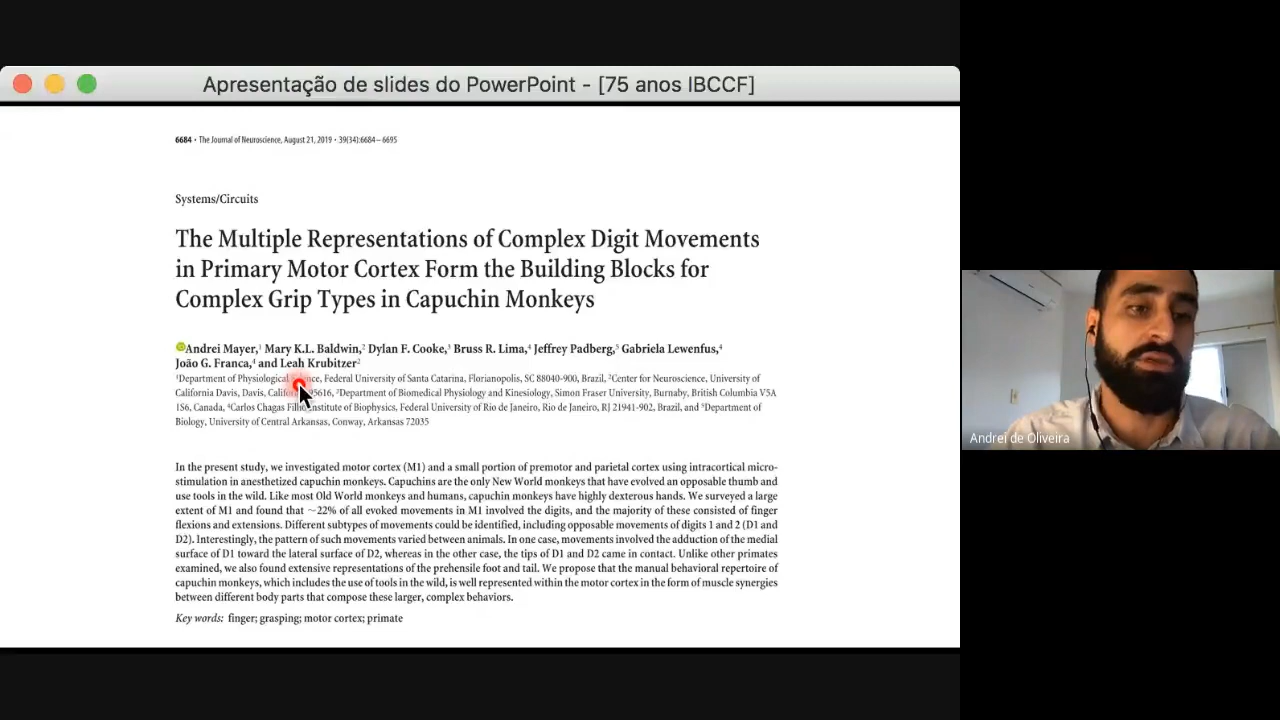 Apresentação de slides do PowerPoint - [75 anos IBCCF]
6684 • The Journal of Neuroscience, August 21, 2019 • 39(34):6684–6695
Systems/Circuits
The Multiple Representations of Complex Digit Movements
in Primary Motor Cortex Form the Building Blocks for
Complex Grip Types in Capuchin Monkeys
Andrei Mayer,1 Mary K.L. Baldwin,2 Dylan F. Cooke,3 Bruss R. Lima,4 Jeffrey Padberg,5 Gabriela Lewenfus,4
João G. Franca,4 and Leah Krubitzer2
1Department of Physiological Science, Federal University of Santa Catarina, Florianopolis, SC 88040-900, Brazil, 2Center for Neuroscience, University of
California Davis, Davis, California 95616, 3Department of Biomedical Physiology and Kinesiology, Simon Fraser University, Burnaby, British Columbia V5A
1S6, Canada, 4Carlos Chagas Filho Institute of Biophysics, Federal University of Rio de Janeiro, Rio de Janeiro, RJ 21941-902, Brazil, and 5Department of
Biology, University of Central Arkansas, Conway, Arkansas 72035
In the present study, we investigated motor cortex (M1) and a small portion of premotor and parietal cortex using intracortical micro-
stimulation in anesthetized capuchin monkeys. Capuchins are the only New World monkeys that have evolved an opposable thumb and
use tools in the wild. Like most Old World monkeys and humans, capuchin monkeys have highly dexterous hands. We surveyed a large
extent of M1 and found that ~22% of all evoked movements in M1 involved the digits, and the majority of these consisted of finger
flexions and extensions. Different subtypes of movements could be identified, including opposable movements of digits 1 and 2 (D1 and
D2). Interestingly, the pattern of such movements varied between animals. In one case, movements involved the adduction of the medial
surface of D1 toward the lateral surface of D2, whereas in the other case, the tips of D1 and D2 came in contact. Unlike other primates
examined, we also found extensive representations of the prehensile foot and tail. We propose that the manual behavioral repertoire of
capuchin monkeys, which includes the use of tools in the wild, is well represented within the motor cortex in the form of muscle synergies
between different body parts that compose these larger, complex behaviors.
Key words: finger; grasping; motor cortex; primate
Andrei de Oliveira